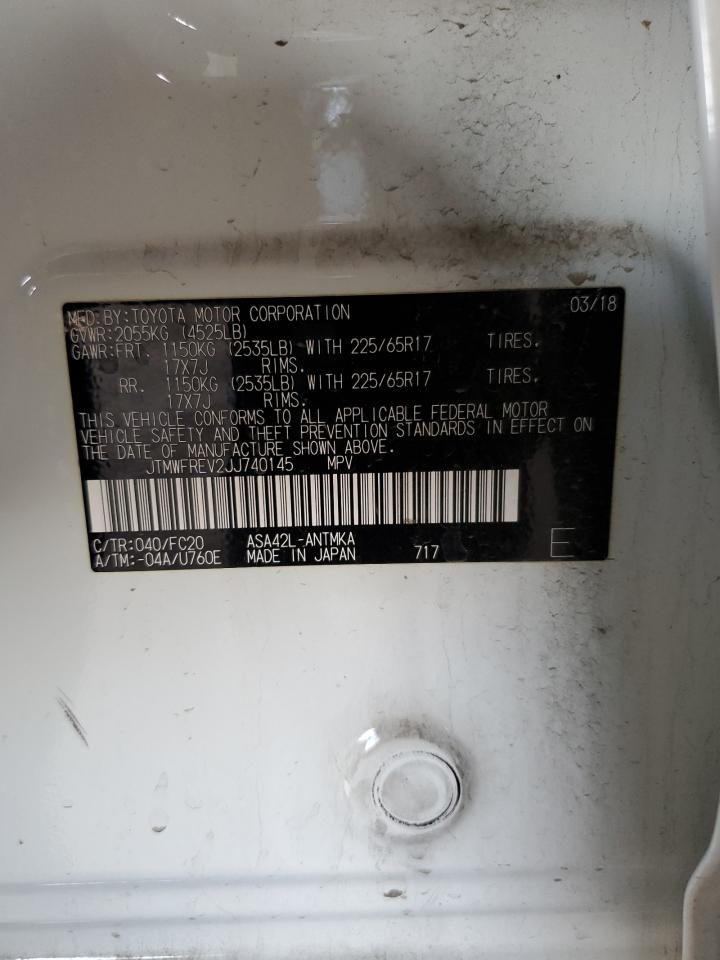 MFD.BY:TOYOTA MOTOR CORPORATION 03/18
GVWR:2055KG (4525LB)
GAWR:FRT. 1150KG (2535LB) WITH 225/65R17 TIRES.
17X7J RIMS.
RR. 1150KG (2535LB) WITH 225/65R17 TIRES.
17X7J RIMS.
THIS VEHICLE CONFORMS TO ALL APPLICABLE FEDERAL MOTOR
VEHICLE SAFETY AND THEFT PREVENTION STANDARDS IN EFFECT ON
THE DATE OF MANUFACTURE SHOWN ABOVE.
JTMWFREV2JJ740145 MPV
C/TR:040/FC20 ASA42L-ANTMKA
A/TM:-04A/U760E MADE IN JAPAN 717 E